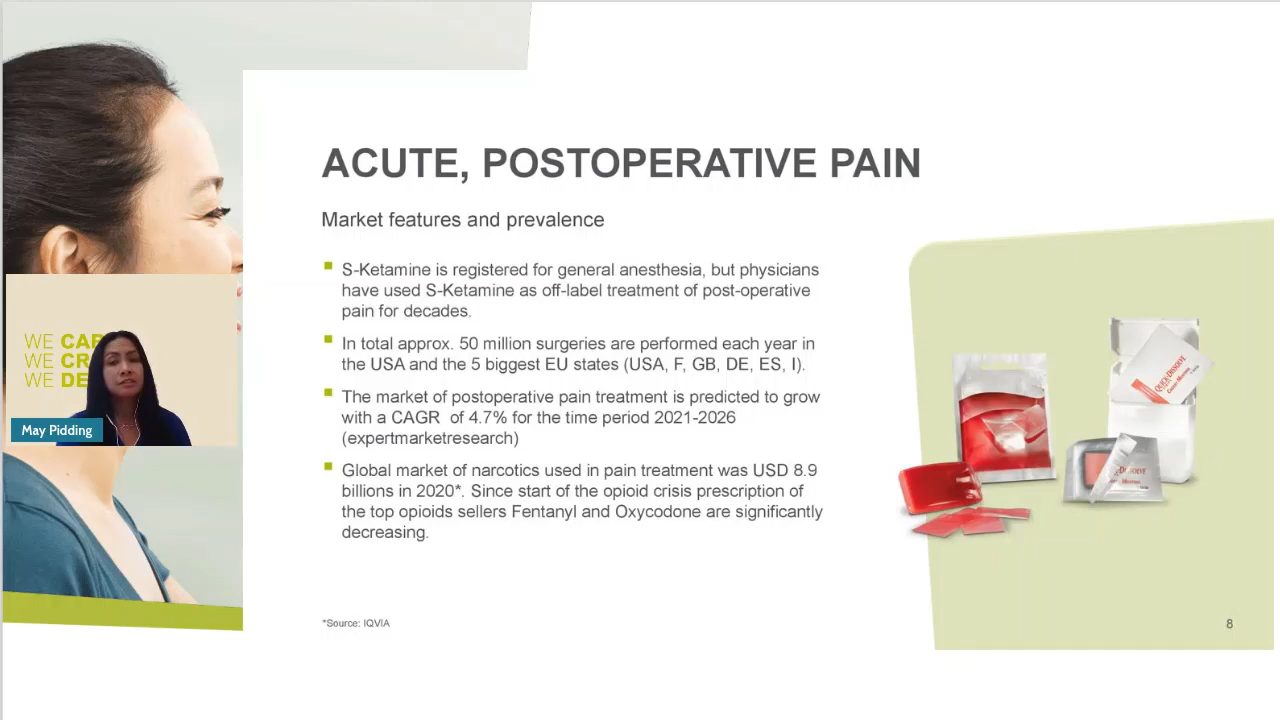 ACUTE, POSTOPERATIVE PAIN
Market features and prevalence
S-Ketamine is registered for general anesthesia, but physicians
have used S-Ketamine as off-label treatment of post-operative
pain for decades.
In total approx. 50 million surgeries are performed each year in
the USA and the 5 biggest EU states (USA, F, GB, DE, ES, I).
The market of postoperative pain treatment is predicted to grow
with a CAGR of 4.7% for the time period 2021-2026
(expertmarketresearch)
Global market of narcotics used in pain treatment was USD 8.9
billions in 2020*. Since start of the opioid crisis prescription of
the top opioids sellers Fentanyl and Oxycodone are significantly
decreasing.
*Source: IQVIA
8
WE CAR
WE CR
WE DE
May Pidding
QUICK-DISSOLVE